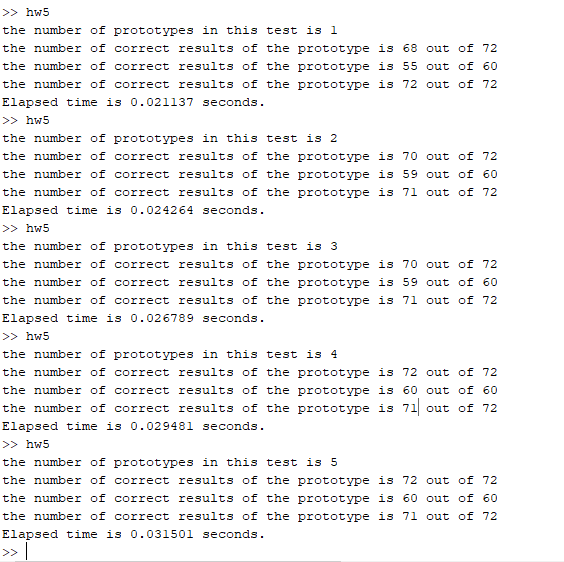 >> hw5
the number of prototypes in this test is 1
the number of correct results of the prototype is 68 out of 72
the number of correct results of the prototype is 55 out of 60
the number of correct results of the prototype is 72 out of 72
Elapsed time is 0.021137 seconds.
>> hw5
the number of prototypes in this test is 2
the number of correct results of the prototype is 70 out of 72
the number of correct results of the prototype is 59 out of 60
the number of correct results of the prototype is 71 out of 72
Elapsed time is 0.024264 seconds.
>> hw5
the number of prototypes in this test is 3
the number of correct results of the prototype is 70 out of 72
the number of correct results of the prototype is 59 out of 60
the number of correct results of the prototype is 71 out of 72
Elapsed time is 0.026789 seconds.
>> hw5
the number of prototypes in this test is 4
the number of correct results of the prototype is 72 out of 72
the number of correct results of the prototype is 60 out of 60
the number of correct results of the prototype is 71 out of 72
Elapsed time is 0.029481 seconds.
>> hw5
the number of prototypes in this test is 5
the number of correct results of the prototype is 72 out of 72
the number of correct results of the prototype is 60 out of 60
the number of correct results of the prototype is 71 out of 72
Elapsed time is 0.031501 seconds.
>>